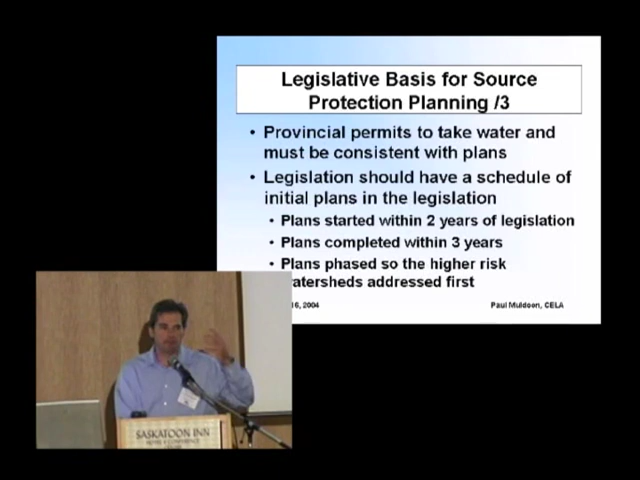 Legislative Basis for Source
Protection Planning /3
• Provincial permits to take water and
must be consistent with plans
• Legislation should have a schedule of
initial plans in the legislation
• Plans started within 2 years of legislation
• Plans completed within 3 years
• Plans phased so the higher risk
atersheds addressed first
16, 2004
Paul Muldoon, CELA
SASKATOON INN